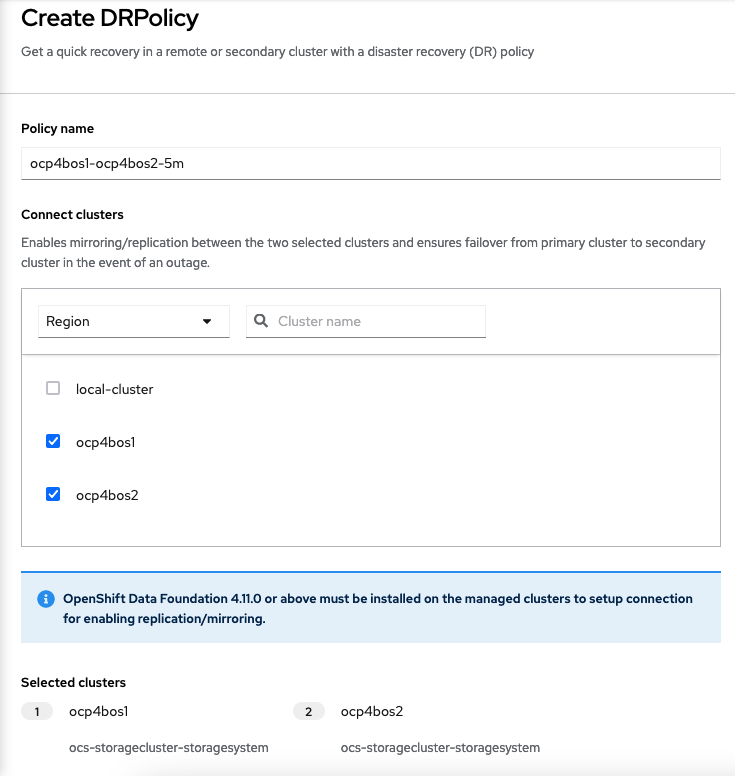 Create DRPolicy
Get a quick recovery in a remote or secondary cluster with a disaster recovery (DR) policy
Policy name
ocp4bos1-ocp4bos2-5m
Connect clusters
Enables mirroring/replication between the two selected clusters and ensures failover from primary cluster to secondary
cluster in the event of an outage.
Region
Cluster name
local-cluster
ocp4bos1
ocp4bos2
OpenShift Data Foundation 4.11.0 or above must be installed on the managed clusters to setup connection
for enabling replication/mirroring.
Selected clusters
1 ocp4bos1 2 ocp4bos2
ocs-storagecluster-storagesystem ocs-storagecluster-storagesystem